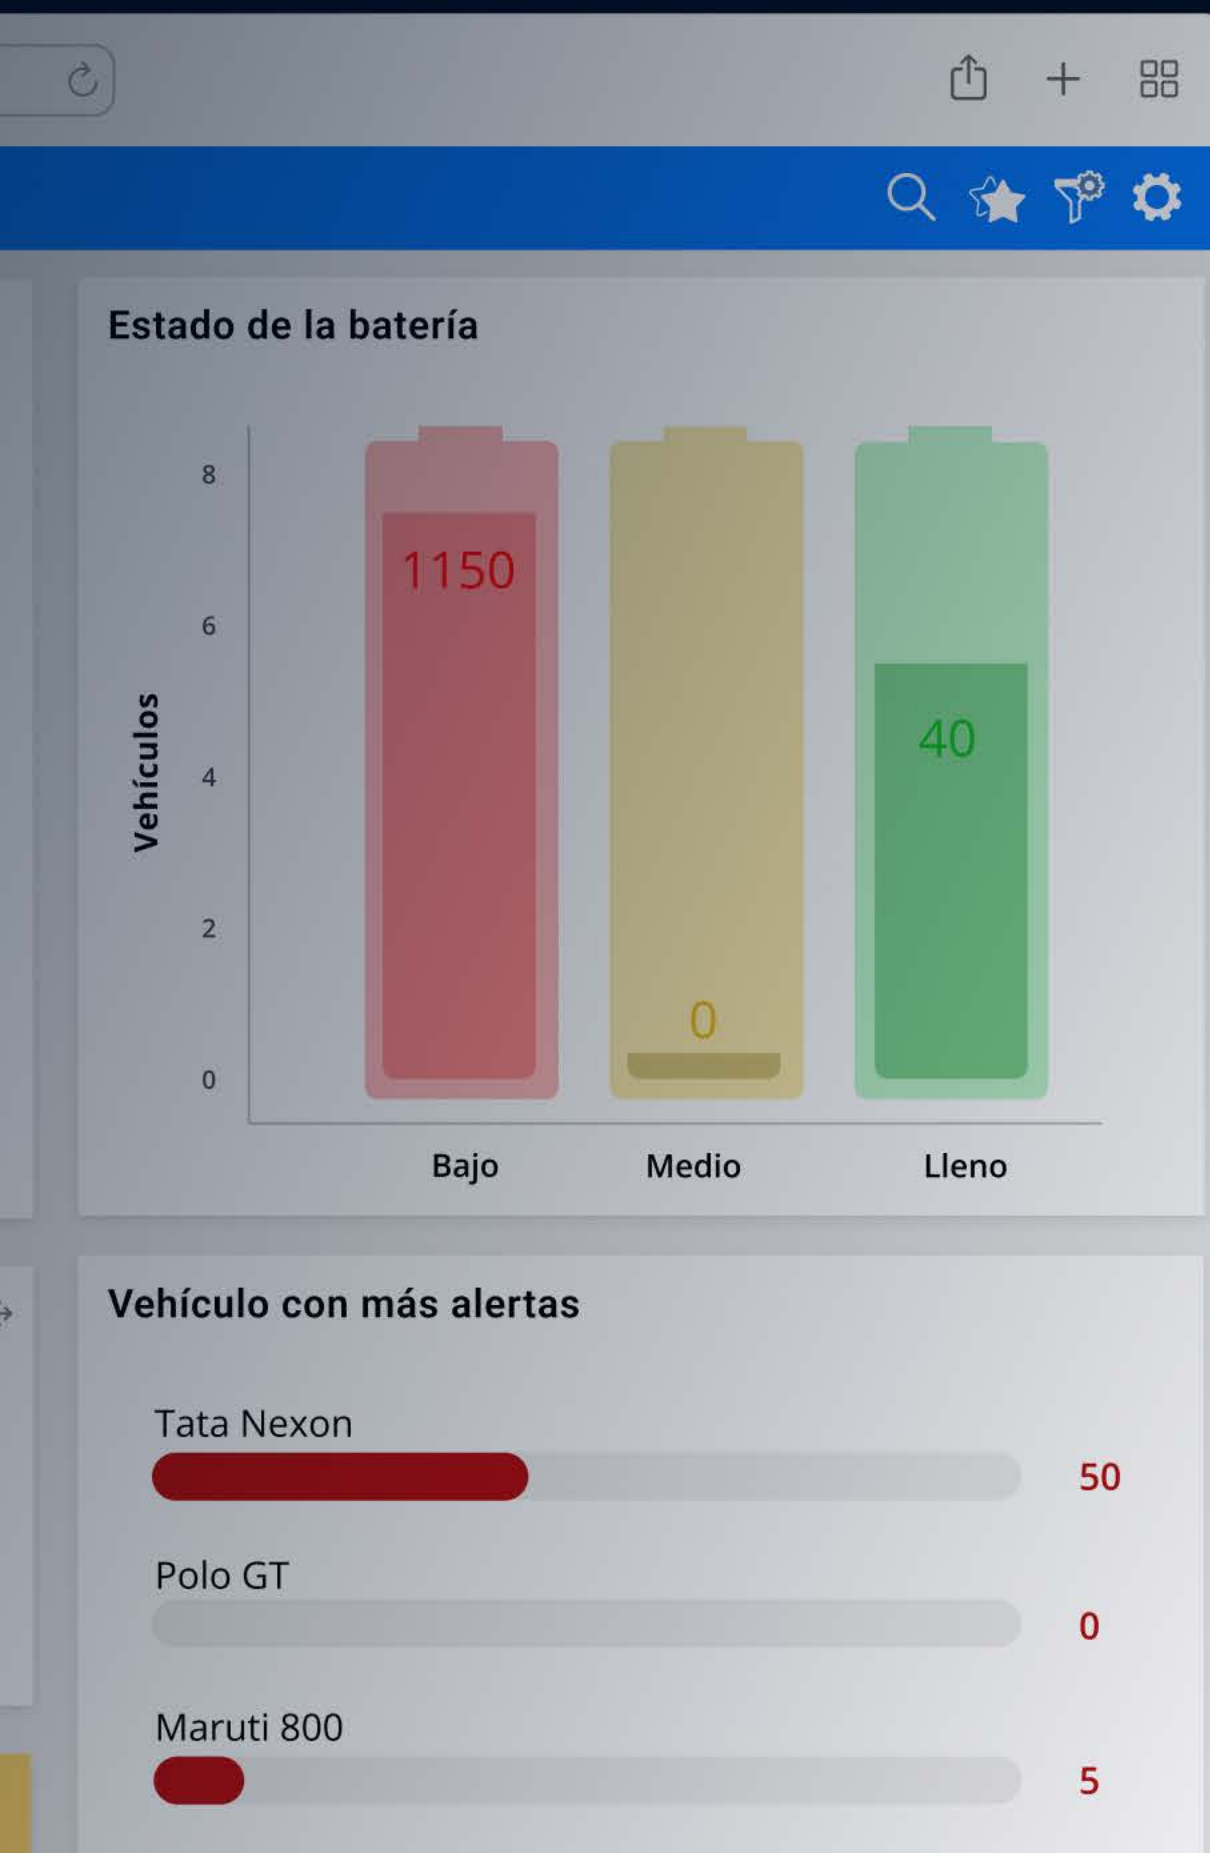 Estado de la batería
8
6
4
2
0
Vehículos
1150
0
40
Bajo
Medio
Lleno
Vehículo con más alertas
Tata Nexon
50
Polo GT
0
Maruti 800
5